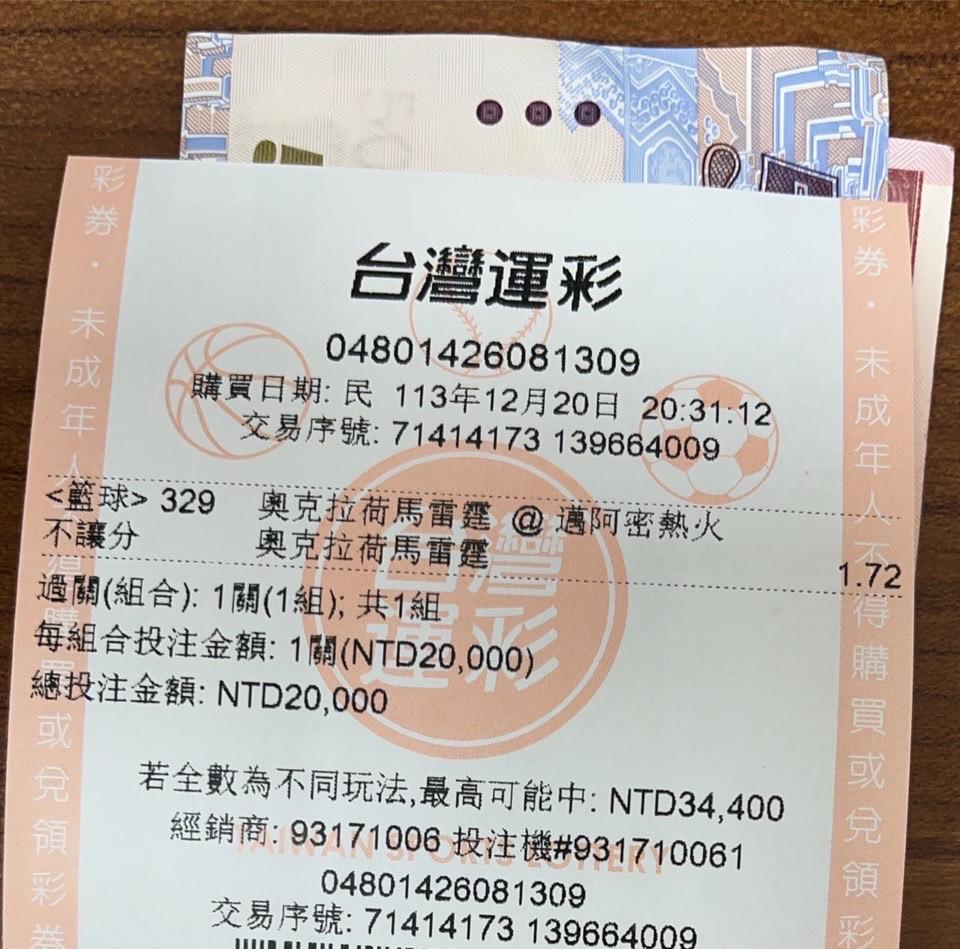 台灣運彩
04801426081309
購買日期: 民 113年12月20日 20:31:12
交易序號: 71414173 139664009
<籃球> 329 奧克拉荷馬雷霆 @ 邁阿密熱火
不讓分 奧克拉荷馬雷霆 1.72
過關(組合): 1關(1組); 共1組
每組合投注金額: 1關(NTD20,000)
總投注金額: NTD20,000
若全數為不同玩法,最高可能中: NTD34,400
經銷商: 93171006 投注機#931710061
TAIWAN SPORTS LOTTERY
04801426081309
交易序號: 71414173 139664009
台灣運彩
彩券・未成年人不得購買或兌領彩券
彩券・未成年人不得購買或兌領彩